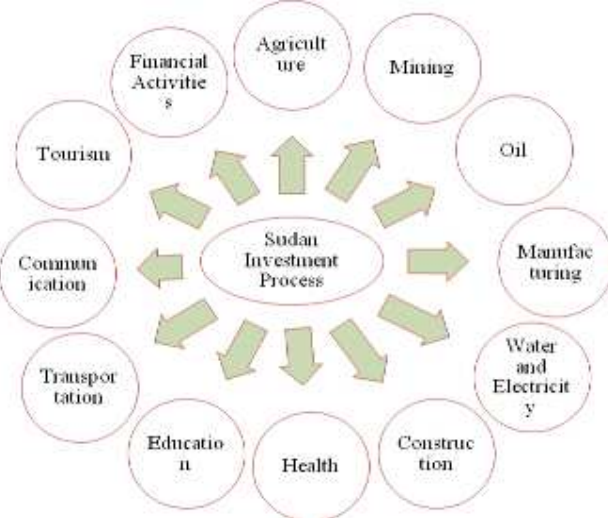 Agricult
ure
Mining
Oil
Manufac
turing
Water
and
Electricit
y
Construc
tion
Health
Educatio
n
Transpor
tation
Commun
ication
Tourism
Financial
Activitie
s
Sudan
Investment
Process